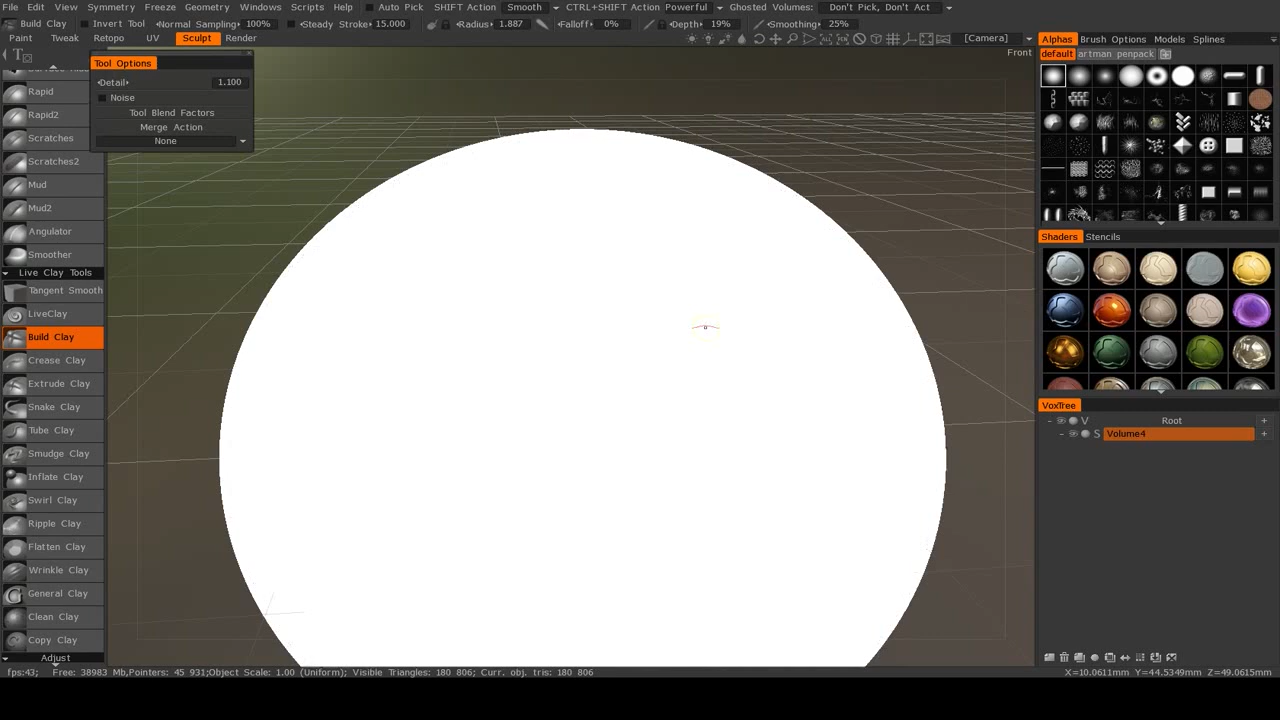 File Edit View Symmetry Freeze Geometry Windows Scripts Help Auto Pick SHIFT Action Smooth CTRL+SHIFT Action Powerful Ghosted Volumes: Don't Pick, Don't Act
Build Clay Invert Tool Normal Sampling 100% Steady Stroke 15.000 Radius 1.887 Falloff 0% Depth 19% Smoothing 25%
Paint Tweak Retopo UV Sculpt Render [Camera]
Front
Tool Options
Detail 1.100
Noise
Tool Blend Factors
Merge Action
None
Rapid
Rapid2
Scratches
Scratches2
Mud
Mud2
Angulator
Smoother
Live Clay Tools
Tangent Smooth
LiveClay
Build Clay
Crease Clay
Extrude Clay
Snake Clay
Tube Clay
Smudge Clay
Inflate Clay
Swirl Clay
Ripple Clay
Flatten Clay
Wrinkle Clay
General Clay
Clean Clay
Copy Clay
Adjust
Alphas Brush Options Models Splines
default artman penpack
Shaders Stencils
VoxTree
V Root +
S Volume4 +
fps:43; Free: 38983 Mb,Pointers: 45 931;Object Scale: 1.00 (Uniform); Visible Triangles: 180 806; Curr. obj. tris: 180 806
X=10.0611mm Y=44.5349mm Z=49.0615mm